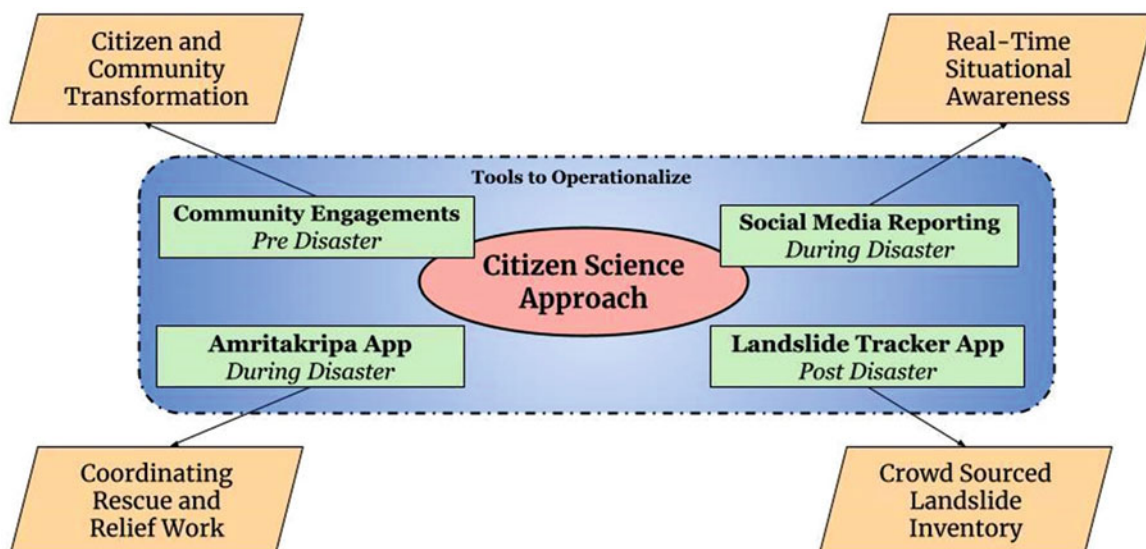 Citizen and
Community
Transformation
Real-Time
Situational
Awareness
Tools to Operationalize
Community Engagements
Pre Disaster
Social Media Reporting
During Disaster
Citizen Science
Approach
Amritakripa App
During Disaster
Landslide Tracker App
Post Disaster
Coordinating
Rescue and
Relief Work
Crowd Sourced
Landslide
Inventory